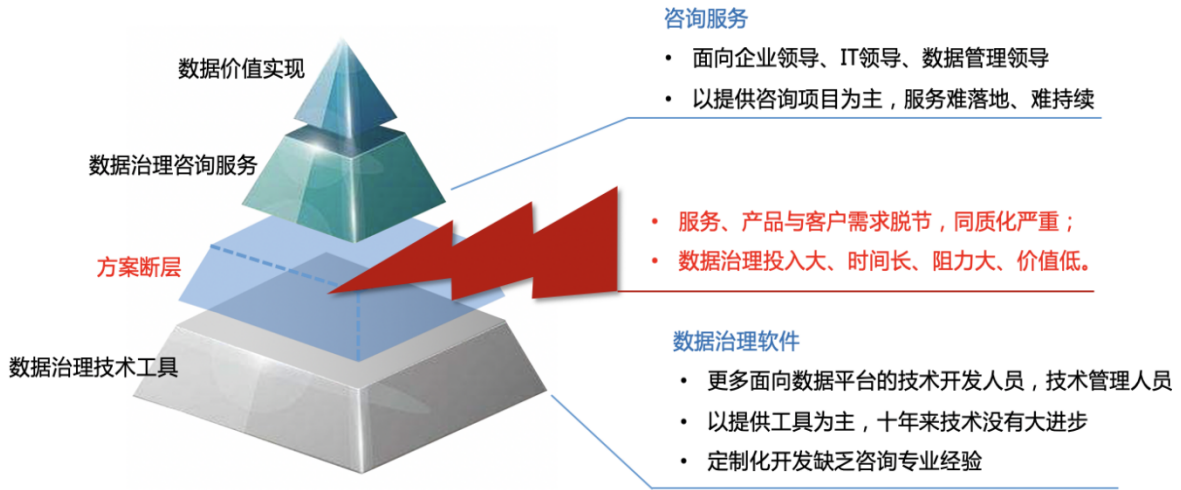 咨询服务
• 面向企业领导、IT领导、数据管理领导
• 以提供咨询项目为主，服务难落地、难持续
数据价值实现
数据治理咨询服务
方案断层
• 服务、产品与客户需求脱节，同质化严重；
• 数据治理投入大、时间长、阻力大、价值低。
数据治理技术工具
数据治理软件
• 更多面向数据平台的技术开发人员，技术管理人员
• 以提供工具为主，十年来技术没有大进步
• 定制化开发缺乏咨询专业经验